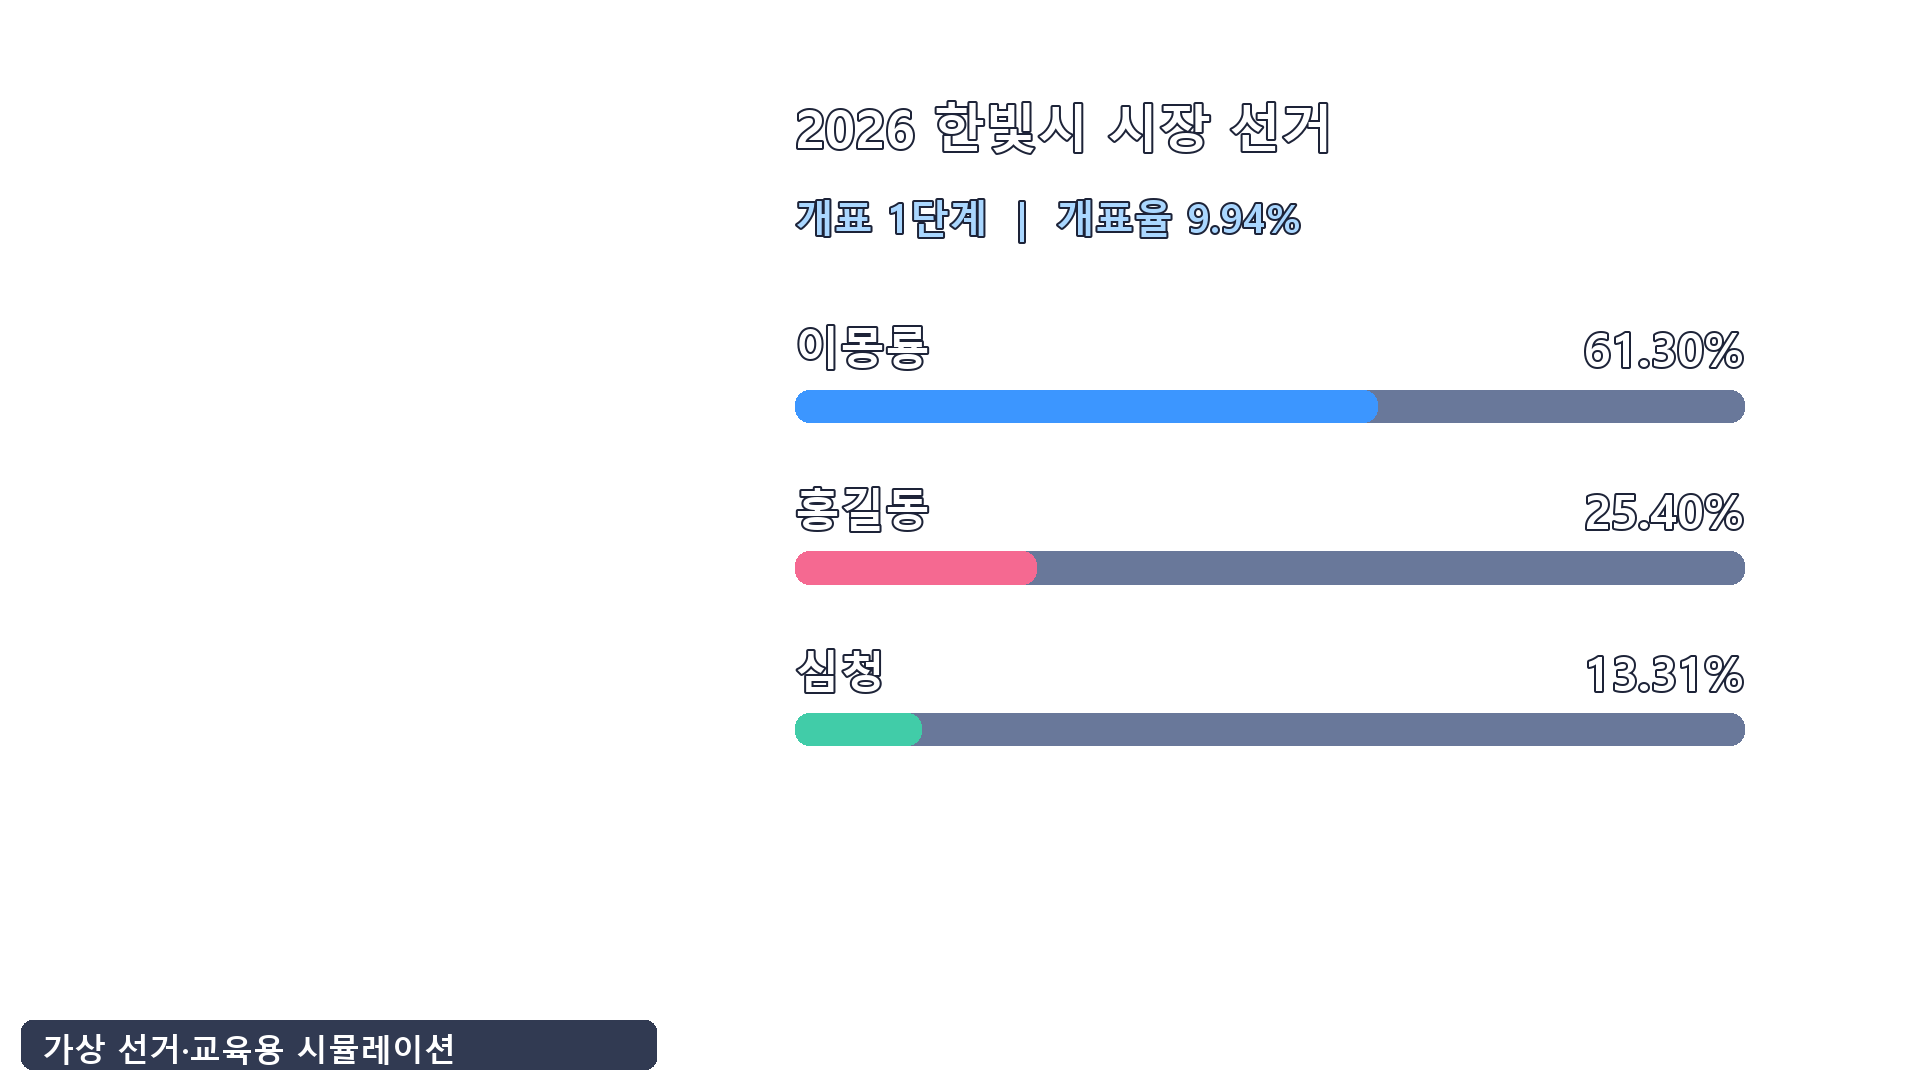 2026 한빛시 시장 선거
개표 1단계 | 개표율 9.94%
이몽룡 61.30%
홍길동 25.40%
심청 13.31%
가상 선거·교육용 시뮬레이션